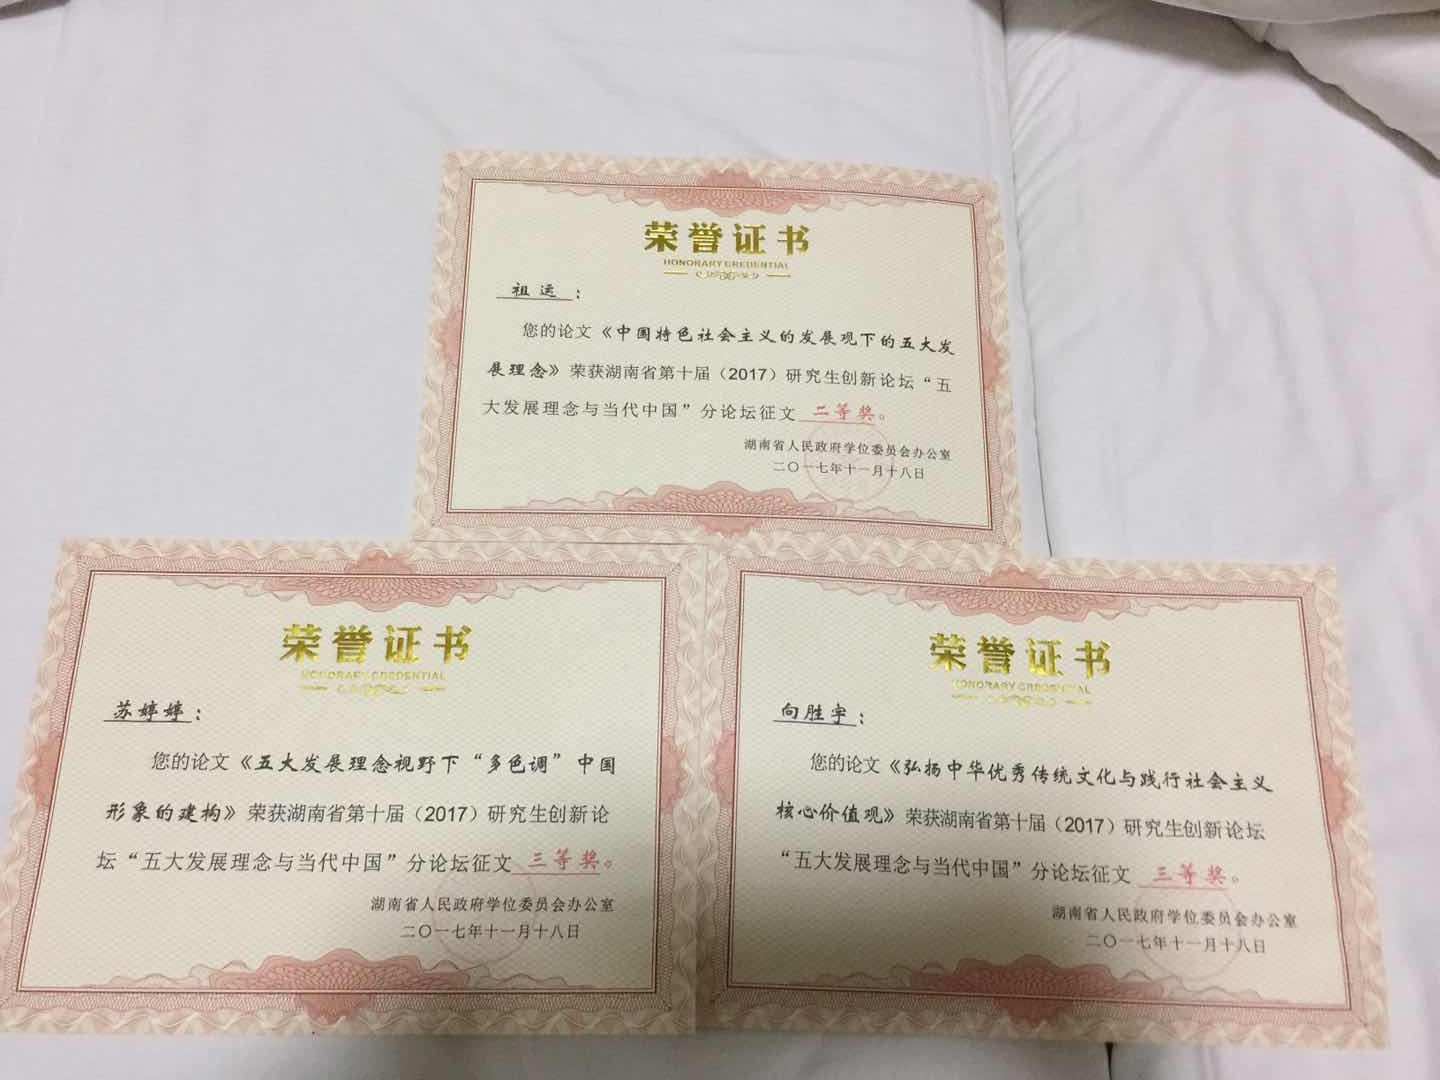 荣誉证书
HONORARY CREDENTIAL
祖运：
您的论文《中国特色社会主义的发展观下的五大发
展理念》荣获湖南省第十届（2017）研究生创新论坛“五
大发展理念与当代中国”分论坛征文二等奖。
湖南省人民政府学位委员会办公室
二〇一七年十一月十八日
荣誉证书
HONORARY CREDENTIAL
苏婷婷：
您的论文《五大发展理念视野下“多色调”中国
形象的建构》荣获湖南省第十届（2017）研究生创新论
坛“五大发展理念与当代中国”分论坛征文三等奖。
湖南省人民政府学位委员会办公室
二〇一七年十一月十八日
荣誉证书
HONORARY CREDENTIAL
向胜宇：
您的论文《弘扬中华优秀传统文化与践行社会主义
核心价值观》荣获湖南省第十届（2017）研究生创新论坛
“五大发展理念与当代中国”分论坛征文三等奖。
湖南省人民政府学位委员会办公室
二〇一七年十一月十八日